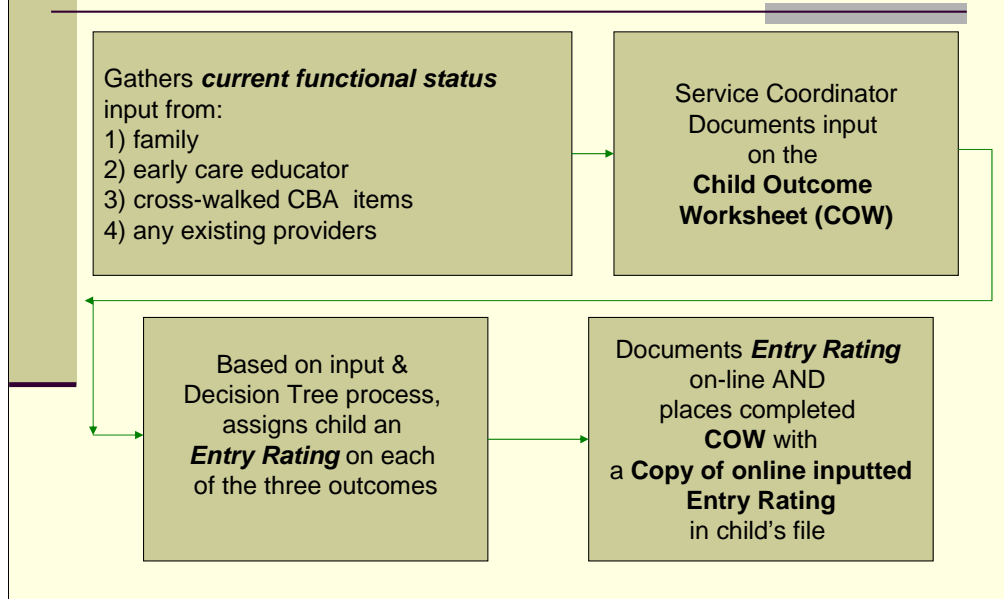 Gathers current functional status
input from:
1) family
2) early care educator
3) cross-walked CBA items
4) any existing providers
Service Coordinator
Documents input
on the
Child Outcome
Worksheet (COW)
Based on input &
Decision Tree process,
assigns child an
Entry Rating on each
of the three outcomes
Documents Entry Rating
on-line AND
places completed
COW with
a Copy of online inputted
Entry Rating
in child's file